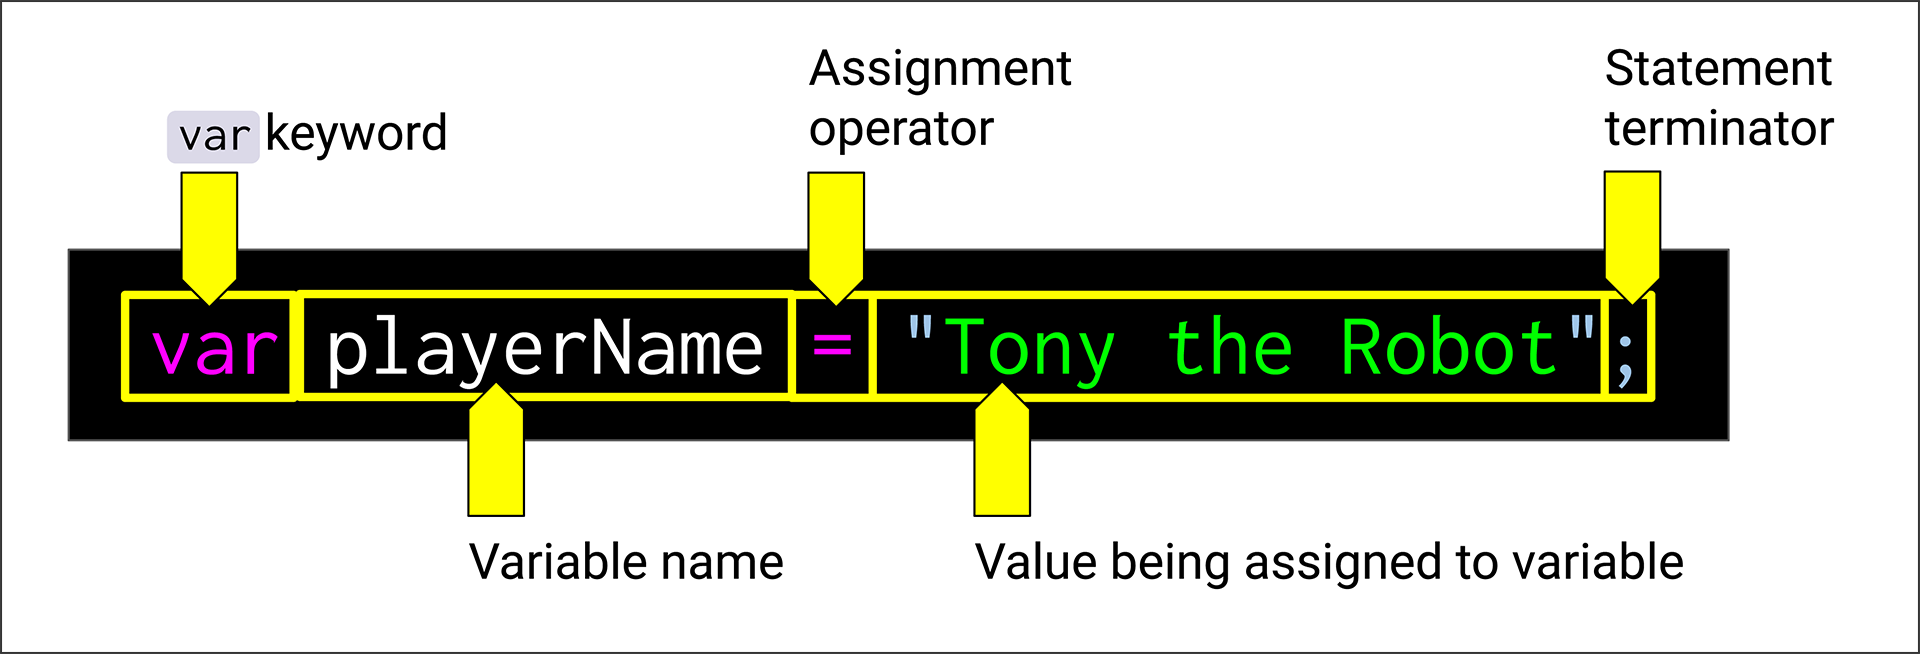 var keyword
Assignment
operator
Statement
terminator
var playerName = "Tony the Robot";
Variable name
Value being assigned to variable